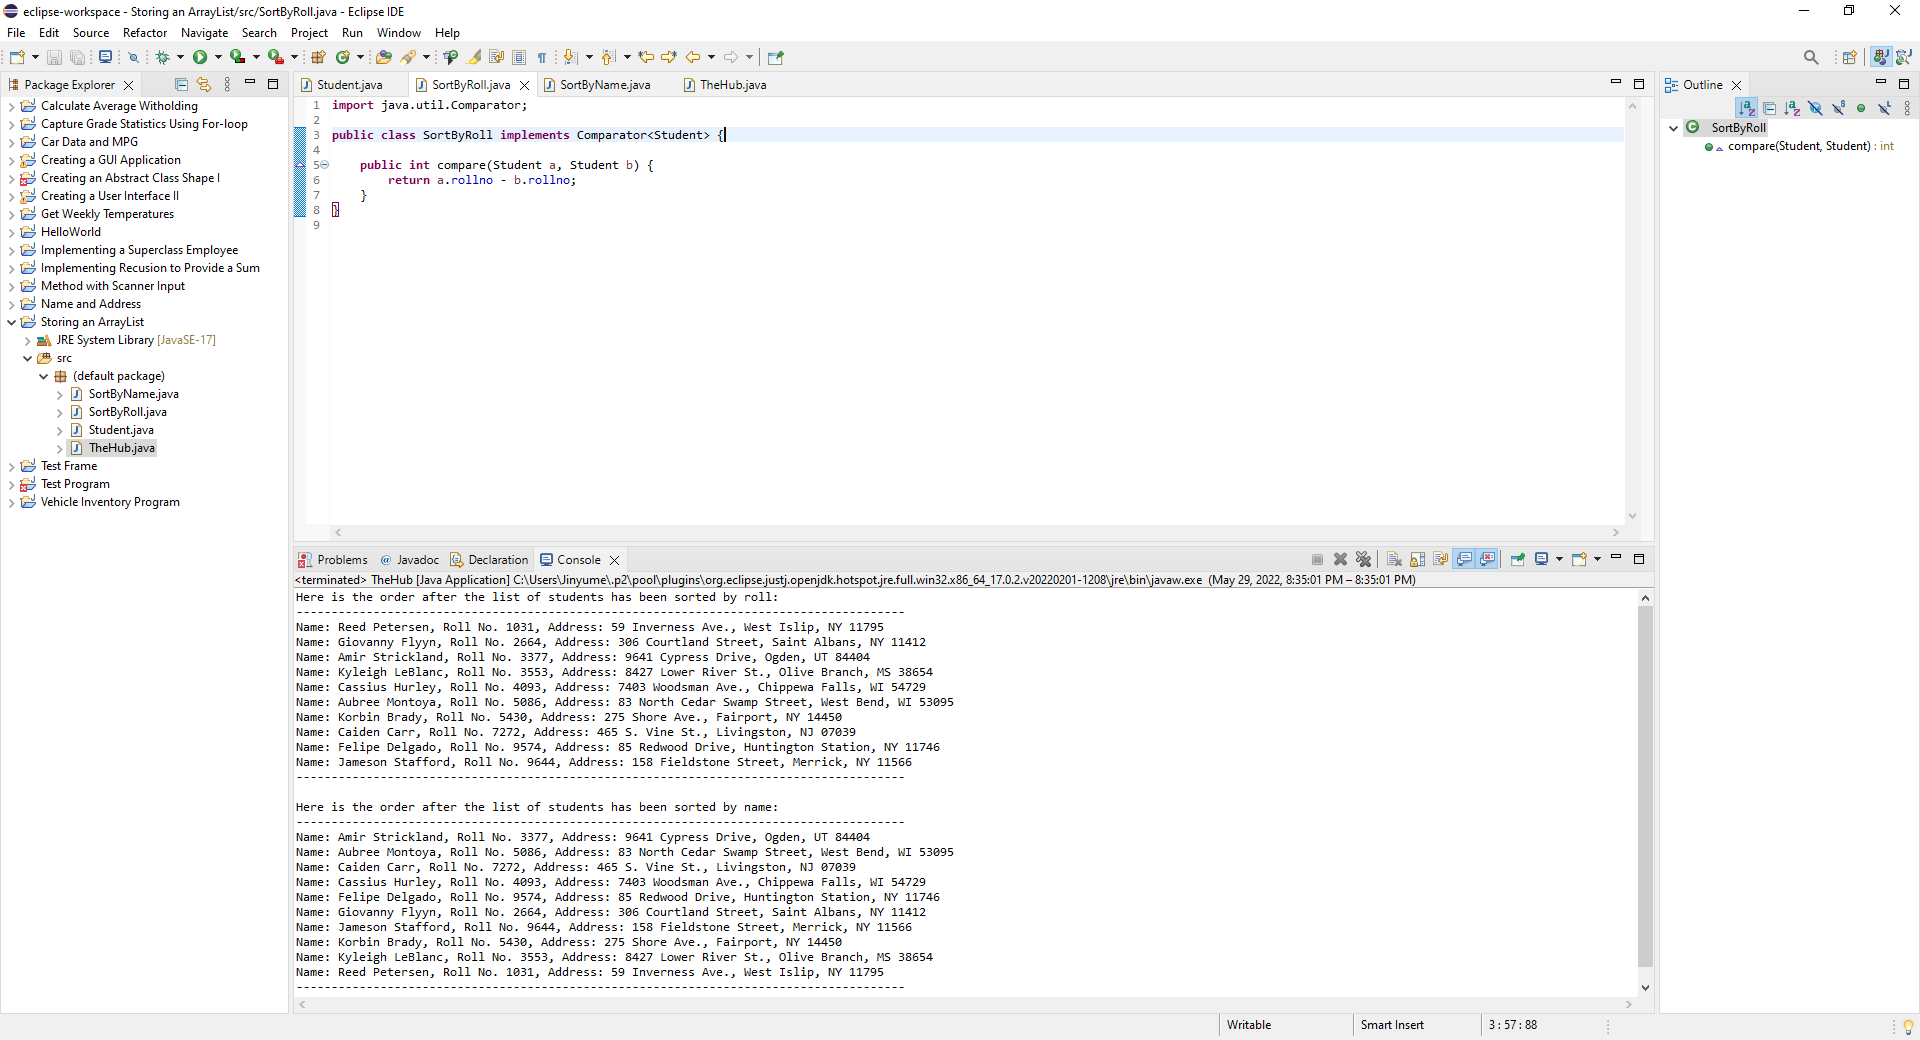 eclipse-workspace - Storing an ArrayList/src/SortByRoll.java - Eclipse IDE
File Edit Source Refactor Navigate Search Project Run Window Help
Package Explorer
Calculate Average Witholding
Capture Grade Statistics Using For-loop
Car Data and MPG
Creating a GUI Application
Creating an Abstract Class Shape I
Creating a User Interface II
Get Weekly Temperatures
HelloWorld
Implementing a Superclass Employee
Implementing Recusion to Provide a Sum
Method with Scanner Input
Name and Address
Storing an ArrayList
JRE System Library [JavaSE-17]
src
(default package)
SortByName.java
SortByRoll.java
Student.java
TheHub.java
Test Frame
Test Program
Vehicle Inventory Program
Student.java SortByRoll.java SortByName.java TheHub.java
1 import java.util.Comparator;
2
3 public class SortByRoll implements Comparator<Student> {
4
5 public int compare(Student a, Student b) {
6 return a.rollno - b.rollno;
7 }
8 }
9
Outline
SortByRoll
compare(Student, Student) : int
Problems Javadoc Declaration Console
<terminated> TheHub [Java Application] C:\Users\Jinyume\.p2\pool\plugins\org.eclipse.justj.openjdk.hotspot.jre.full.win32.x86_64_17.0.2.v20220201-1208\jre\bin\javaw.exe (May 29, 2022, 8:35:01 PM – 8:35:01 PM)
Here is the order after the list of students has been sorted by roll:
---------------------------------------------------------------------------------------
Name: Reed Petersen, Roll No. 1031, Address: 59 Inverness Ave., West Islip, NY 11795
Name: Giovanny Flyyn, Roll No. 2664, Address: 306 Courtland Street, Saint Albans, NY 11412
Name: Amir Strickland, Roll No. 3377, Address: 9641 Cypress Drive, Ogden, UT 84404
Name: Kyleigh LeBlanc, Roll No. 3553, Address: 8427 Lower River St., Olive Branch, MS 38654
Name: Cassius Hurley, Roll No. 4093, Address: 7403 Woodsman Ave., Chippewa Falls, WI 54729
Name: Aubree Montoya, Roll No. 5086, Address: 83 North Cedar Swamp Street, West Bend, WI 53095
Name: Korbin Brady, Roll No. 5430, Address: 275 Shore Ave., Fairport, NY 14450
Name: Caiden Carr, Roll No. 7272, Address: 465 S. Vine St., Livingston, NJ 07039
Name: Felipe Delgado, Roll No. 9574, Address: 85 Redwood Drive, Huntington Station, NY 11746
Name: Jameson Stafford, Roll No. 9644, Address: 158 Fieldstone Street, Merrick, NY 11566
---------------------------------------------------------------------------------------
Here is the order after the list of students has been sorted by name:
---------------------------------------------------------------------------------------
Name: Amir Strickland, Roll No. 3377, Address: 9641 Cypress Drive, Ogden, UT 84404
Name: Aubree Montoya, Roll No. 5086, Address: 83 North Cedar Swamp Street, West Bend, WI 53095
Name: Caiden Carr, Roll No. 7272, Address: 465 S. Vine St., Livingston, NJ 07039
Name: Cassius Hurley, Roll No. 4093, Address: 7403 Woodsman Ave., Chippewa Falls, WI 54729
Name: Felipe Delgado, Roll No. 9574, Address: 85 Redwood Drive, Huntington Station, NY 11746
Name: Giovanny Flyyn, Roll No. 2664, Address: 306 Courtland Street, Saint Albans, NY 11412
Name: Jameson Stafford, Roll No. 9644, Address: 158 Fieldstone Street, Merrick, NY 11566
Name: Korbin Brady, Roll No. 5430, Address: 275 Shore Ave., Fairport, NY 14450
Name: Kyleigh LeBlanc, Roll No. 3553, Address: 8427 Lower River St., Olive Branch, MS 38654
Name: Reed Petersen, Roll No. 1031, Address: 59 Inverness Ave., West Islip, NY 11795
---------------------------------------------------------------------------------------
Writable Smart Insert 3 : 57 : 88